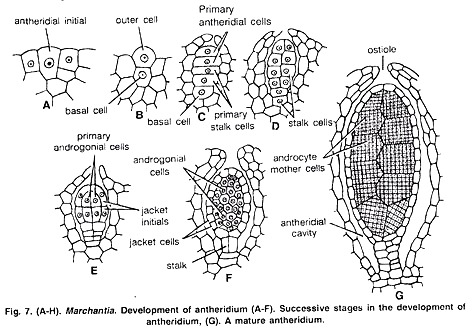 antheridial initial
outer cell
Primary
antheridial cells
ostiole
A
basal cell
B
basal cell
C
primary
stalk cells
D
stalk cells
primary
androgonial cells
androgonial
cells
androcyte
mother cells
jacket
initials
jacket cells
antheridial
cavity
stalk
E
F
G
Fig. 7. (A-H). Marchantia. Development of antheridium (A-F). Successive stages in the development of
antheridium, (G). A mature antheridium.